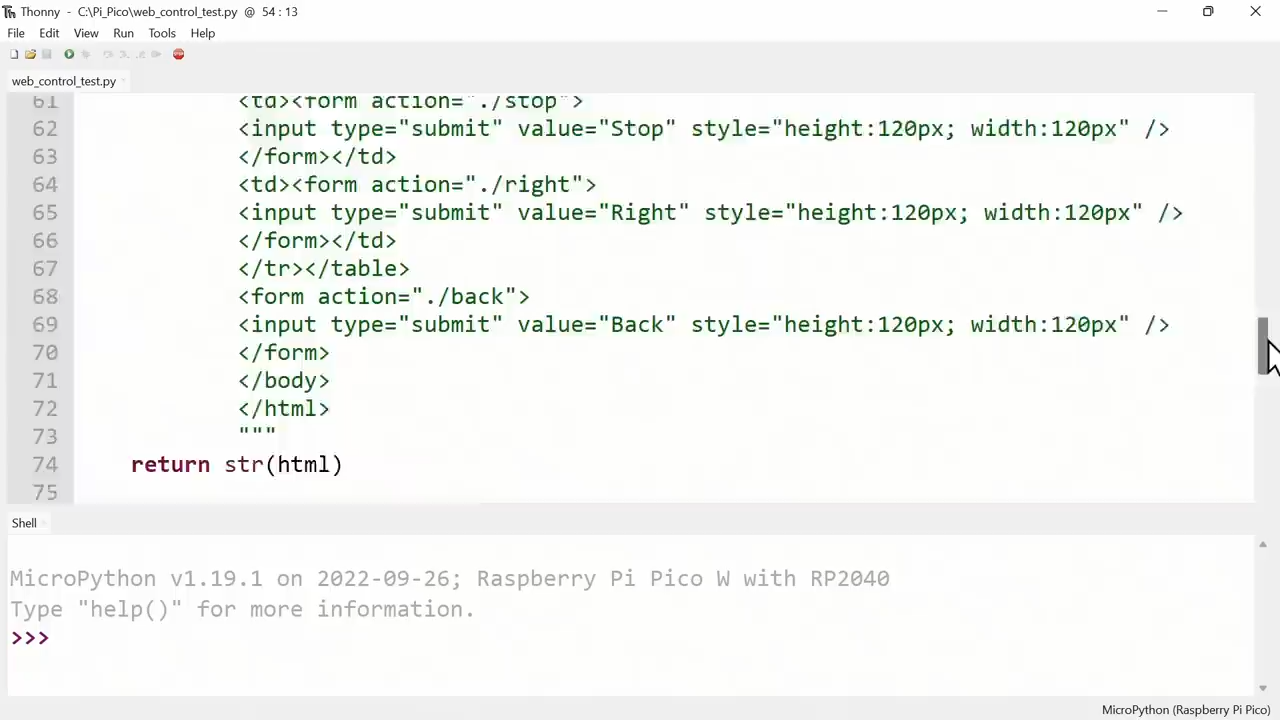 Thonny - C:\Pi_Pico\web_control_test.py @ 54 : 13
File Edit View Run Tools Help
web_control_test.py
61 <td><form action="./stop">
62 <input type="submit" value="Stop" style="height:120px; width:120px" />
63 </form></td>
64 <td><form action="./right">
65 <input type="submit" value="Right" style="height:120px; width:120px" />
66 </form></td>
67 </tr></table>
68 <form action="./back">
69 <input type="submit" value="Back" style="height:120px; width:120px" />
70 </form>
71 </body>
72 </html>
73 """
74 return str(html)
75
Shell
MicroPython v1.19.1 on 2022-09-26; Raspberry Pi Pico W with RP2040
Type "help()" for more information.
>>>
MicroPython (Raspberry Pi Pico)